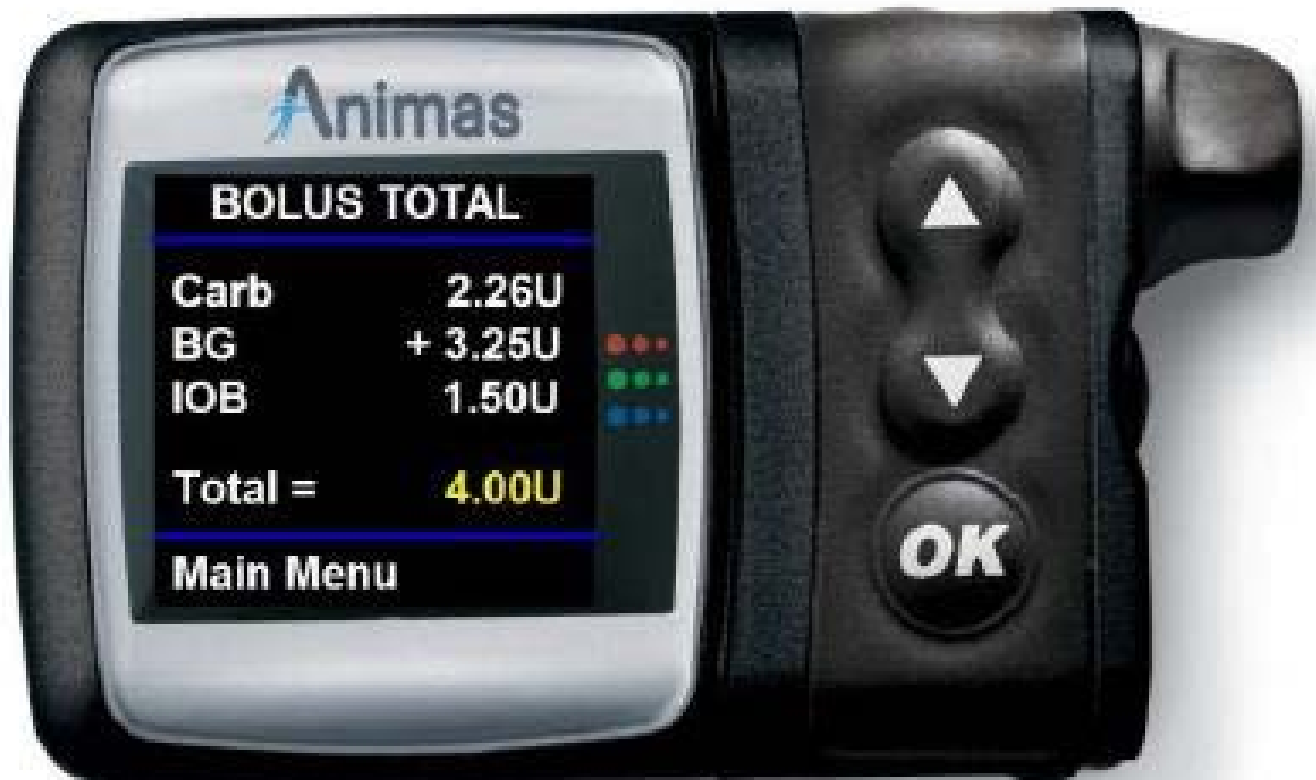 Animas
BOLUS TOTAL
Carb 2.26U
BG + 3.25U
IOB 1.50U
Total = 4.00U
Main Menu
OK